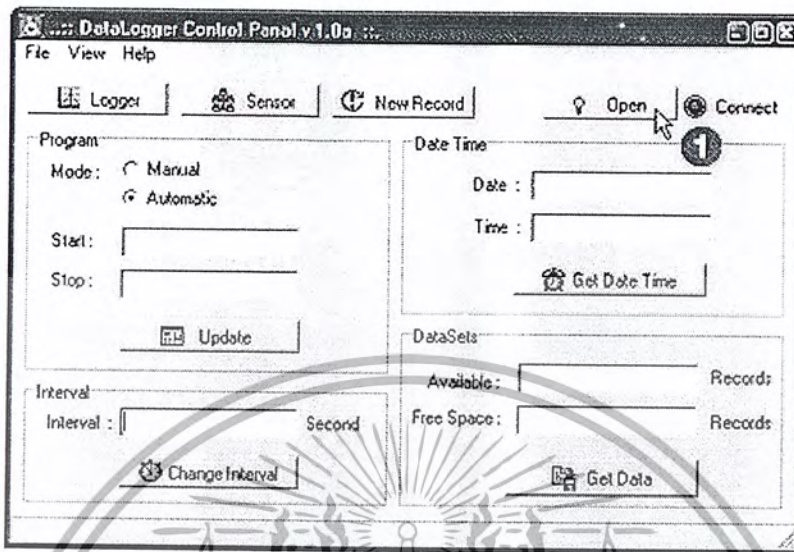 ..::: DataLogger Control Panal v 1.0a ::..
File View Help
Logger Sensor New Record Open Connect
1
Program
Mode : Manual
Automatic
Start :
Stop :
Update
Interval
Interval : Second
Change Interval
Date Time
Date :
Time :
Get Date Time
DataSets
Available : Records
Free Space : Records
Get Data